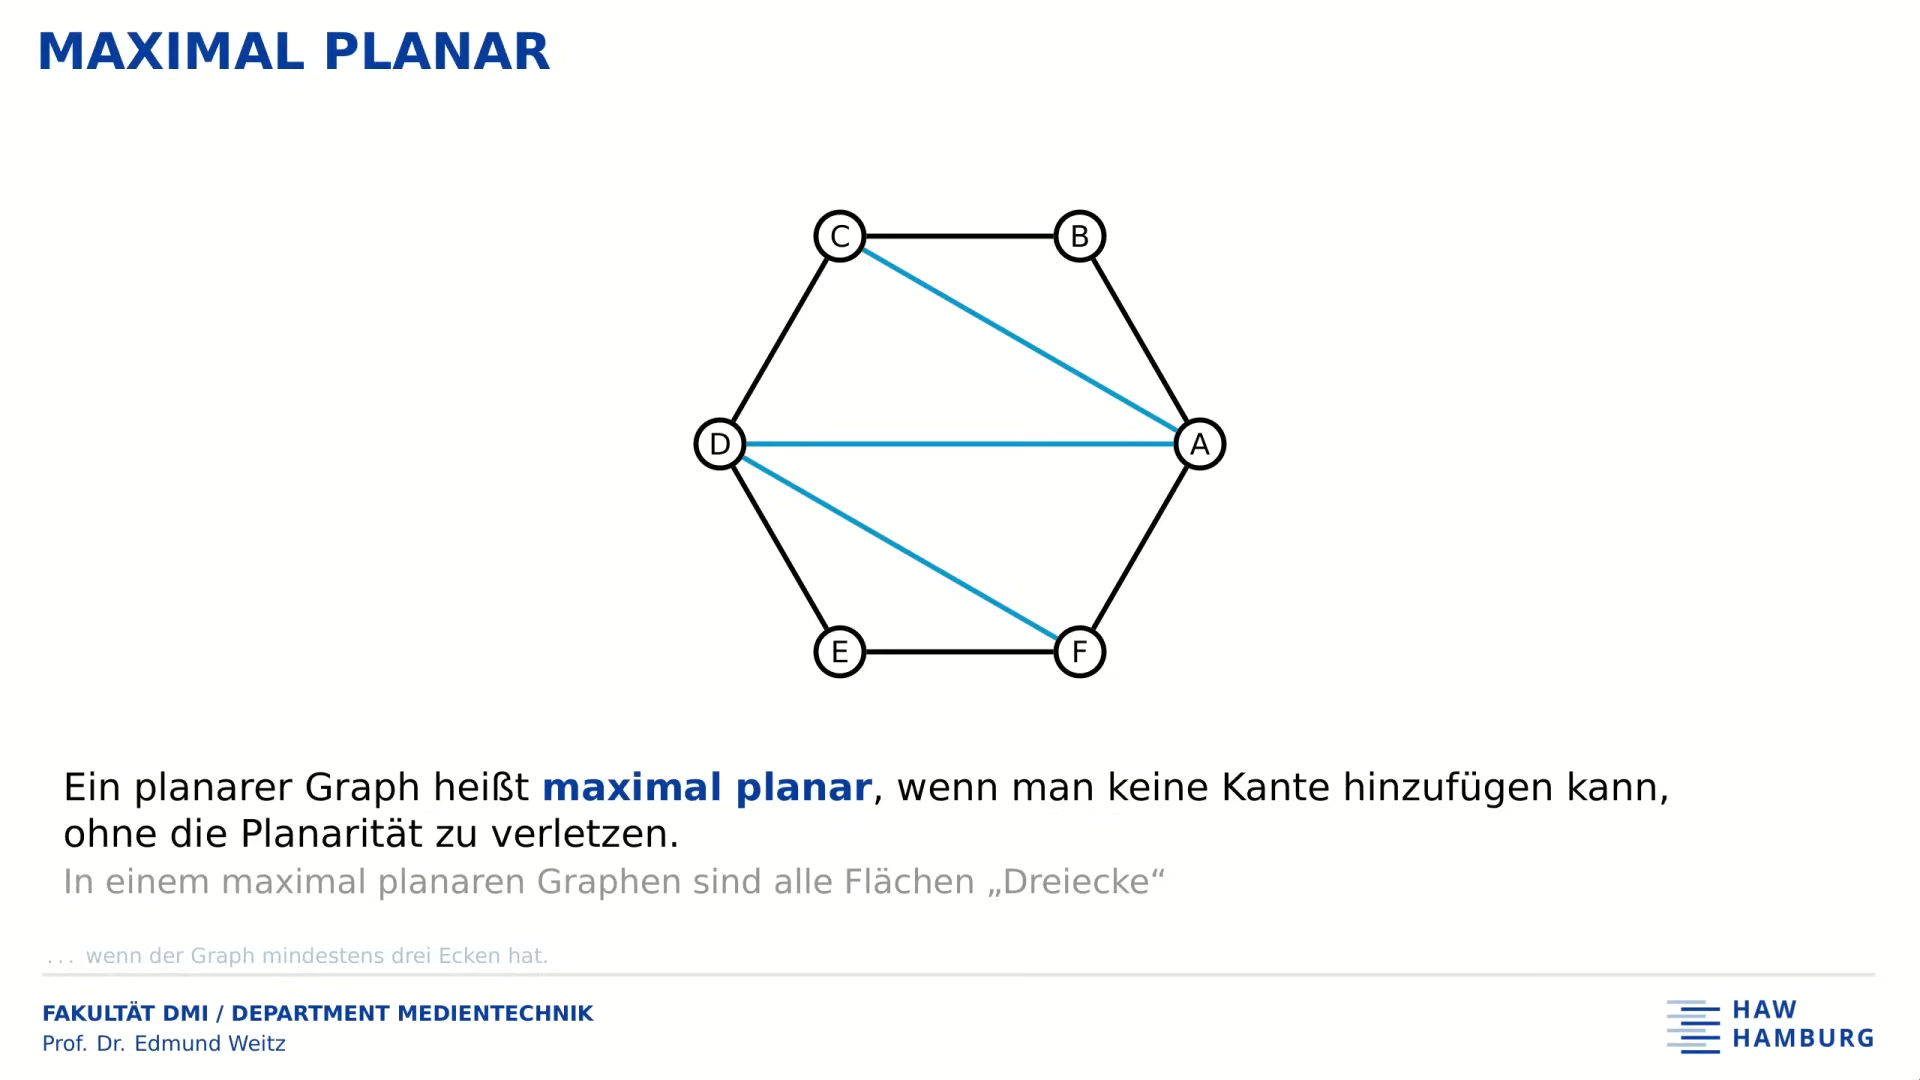 MAXIMAL PLANAR
C
B
D
A
E
F
Ein planarer Graph heißt maximal planar, wenn man keine Kante hinzufügen kann,
ohne die Planarität zu verletzen.
In einem maximal planaren Graphen sind alle Flächen „Dreiecke“
... wenn der Graph mindestens drei Ecken hat.
FAKULTÄT DMI / DEPARTMENT MEDIENTECHNIK
Prof. Dr. Edmund Weitz
HAW
HAMBURG